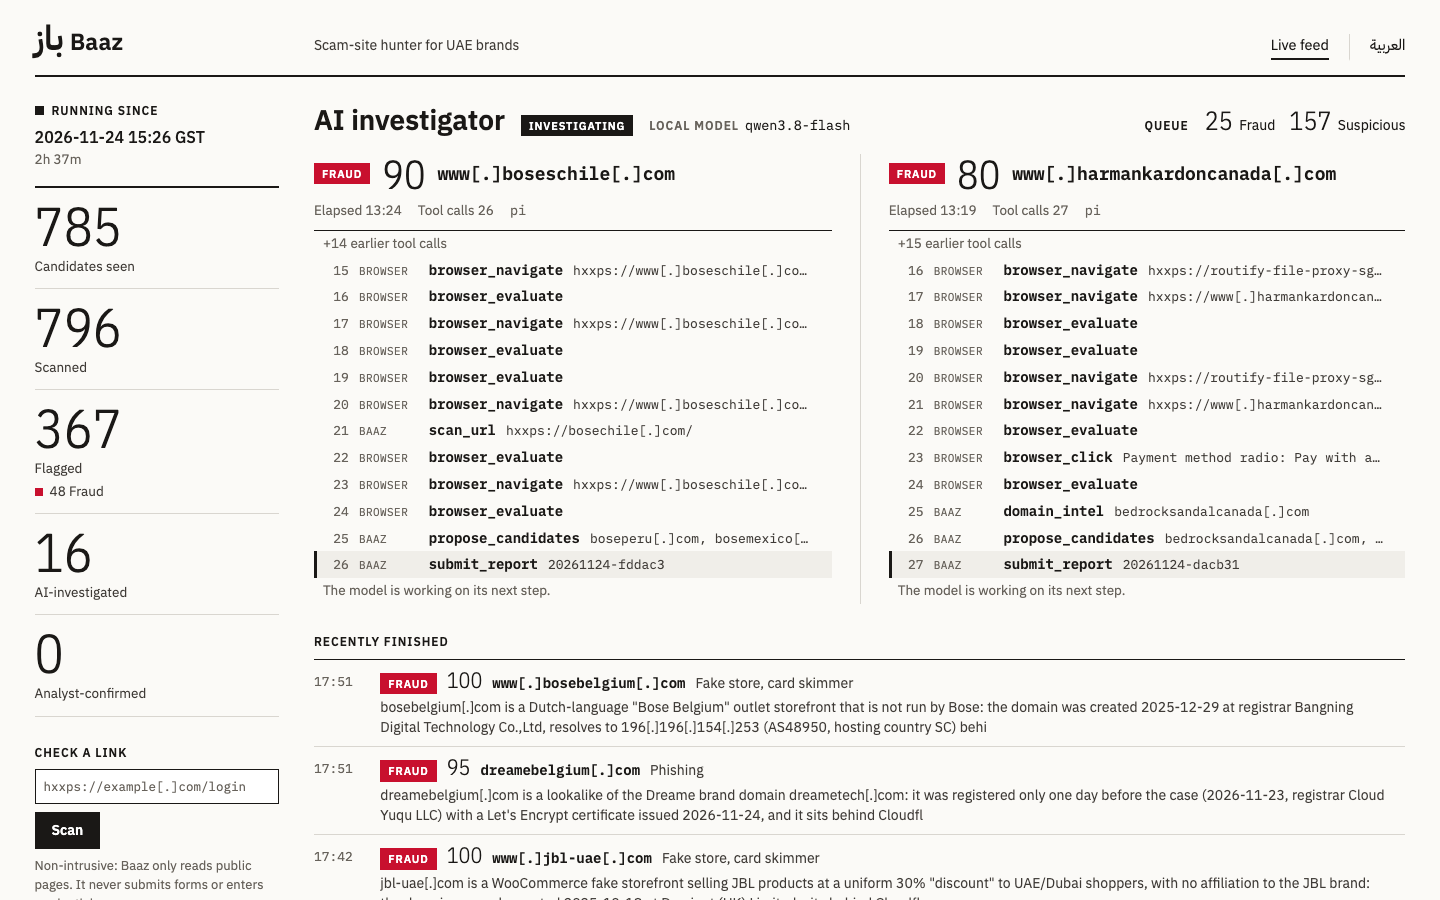 باز Baaz
Scam-site hunter for UAE brands
Live feed
العربية
RUNNING SINCE
2026-11-24 15:26 GST
2h 37m
785
Candidates seen
796
Scanned
367
Flagged
48 Fraud
16
AI-investigated
0
Analyst-confirmed
CHECK A LINK
hxxps://example[.]com/login
Scan
Non-intrusive: Baaz only reads public
pages. It never submits forms or enters
AI investigator INVESTIGATING LOCAL MODEL qwen3.8-flash
QUEUE 25 Fraud 157 Suspicious
FRAUD 90 www[.]boseschile[.]com
Elapsed 13:24 Tool calls 26 pi
+14 earlier tool calls
15 BROWSER browser_navigate hxxps://www[.]boseschile[.]co…
16 BROWSER browser_evaluate
17 BROWSER browser_navigate hxxps://www[.]boseschile[.]co…
18 BROWSER browser_evaluate
19 BROWSER browser_evaluate
20 BROWSER browser_navigate hxxps://www[.]boseschile[.]co…
21 BAAZ scan_url hxxps://bosechile[.]com/
22 BROWSER browser_evaluate
23 BROWSER browser_navigate hxxps://www[.]boseschile[.]co…
24 BROWSER browser_evaluate
25 BAAZ propose_candidates boseperu[.]com, bosemexico[…
26 BAAZ submit_report 20261124-fddac3
The model is working on its next step.
FRAUD 80 www[.]harmankardoncanada[.]com
Elapsed 13:19 Tool calls 27 pi
+15 earlier tool calls
16 BROWSER browser_navigate hxxps://routify-file-proxy-sg…
17 BROWSER browser_navigate hxxps://www[.]harmankardoncan…
18 BROWSER browser_evaluate
19 BROWSER browser_evaluate
20 BROWSER browser_navigate hxxps://routify-file-proxy-sg…
21 BROWSER browser_navigate hxxps://www[.]harmankardoncan…
22 BROWSER browser_evaluate
23 BROWSER browser_click Payment method radio: Pay with a…
24 BROWSER browser_evaluate
25 BAAZ domain_intel bedrocksandalcanada[.]com
26 BAAZ propose_candidates bedrocksandalcanada[.]com, …
27 BAAZ submit_report 20261124-dacb31
The model is working on its next step.
RECENTLY FINISHED
17:51 FRAUD 100 www[.]bosebelgium[.]com Fake store, card skimmer
bosebelgium[.]com is a Dutch-language "Bose Belgium" outlet storefront that is not run by Bose: the domain was created 2025-12-29 at registrar Bangning
Digital Technology Co.,Ltd, resolves to 196[.]196[.]154[.]253 (AS48950, hosting country SC) behi
17:51 FRAUD 95 dreamebelgium[.]com Phishing
dreamebelgium[.]com is a lookalike of the Dreame brand domain dreametech[.]com: it was registered only one day before the case (2026-11-23, registrar Cloud
Yuqu LLC) with a Let's Encrypt certificate issued 2026-11-24, and it sits behind Cloudfl
17:42 FRAUD 100 www[.]jbl-uae[.]com Fake store, card skimmer
jbl-uae[.]com is a WooCommerce fake storefront selling JBL products at a uniform 30% "discount" to UAE/Dubai shoppers, with no affiliation to the JBL brand: